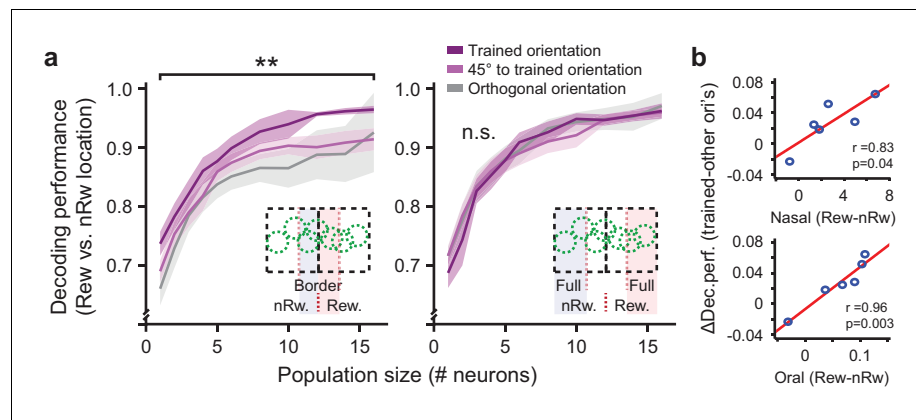 a
**
Trained orientation
45° to trained orientation
Orthogonal orientation
Decoding performance
(Rew vs. nRw location)
1.0
0.9
0.8
0.7
0
5
10
15
Border
nRw.
Rew.
n.s.
1.0
0.9
0.8
0.7
0
5
10
15
Full
Full
nRw.
Rew.
Population size (# neurons)
b
ΔDec.perf. (trained-other ori's)
0.08
0.04
0
-0.04
r =0.83
p=0.04
0
4
8
Nasal (Rew-nRw)
0.08
0.04
0
-0.04
r =0.96
p=0.003
0
0.1
Oral (Rew-nRw)